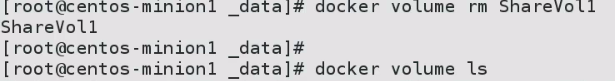 [root@centos-minion1 _data]# docker volume rm ShareVol1
ShareVol1
[root@centos-minion1 _data]#
[root@centos-minion1 _data]# docker volume ls